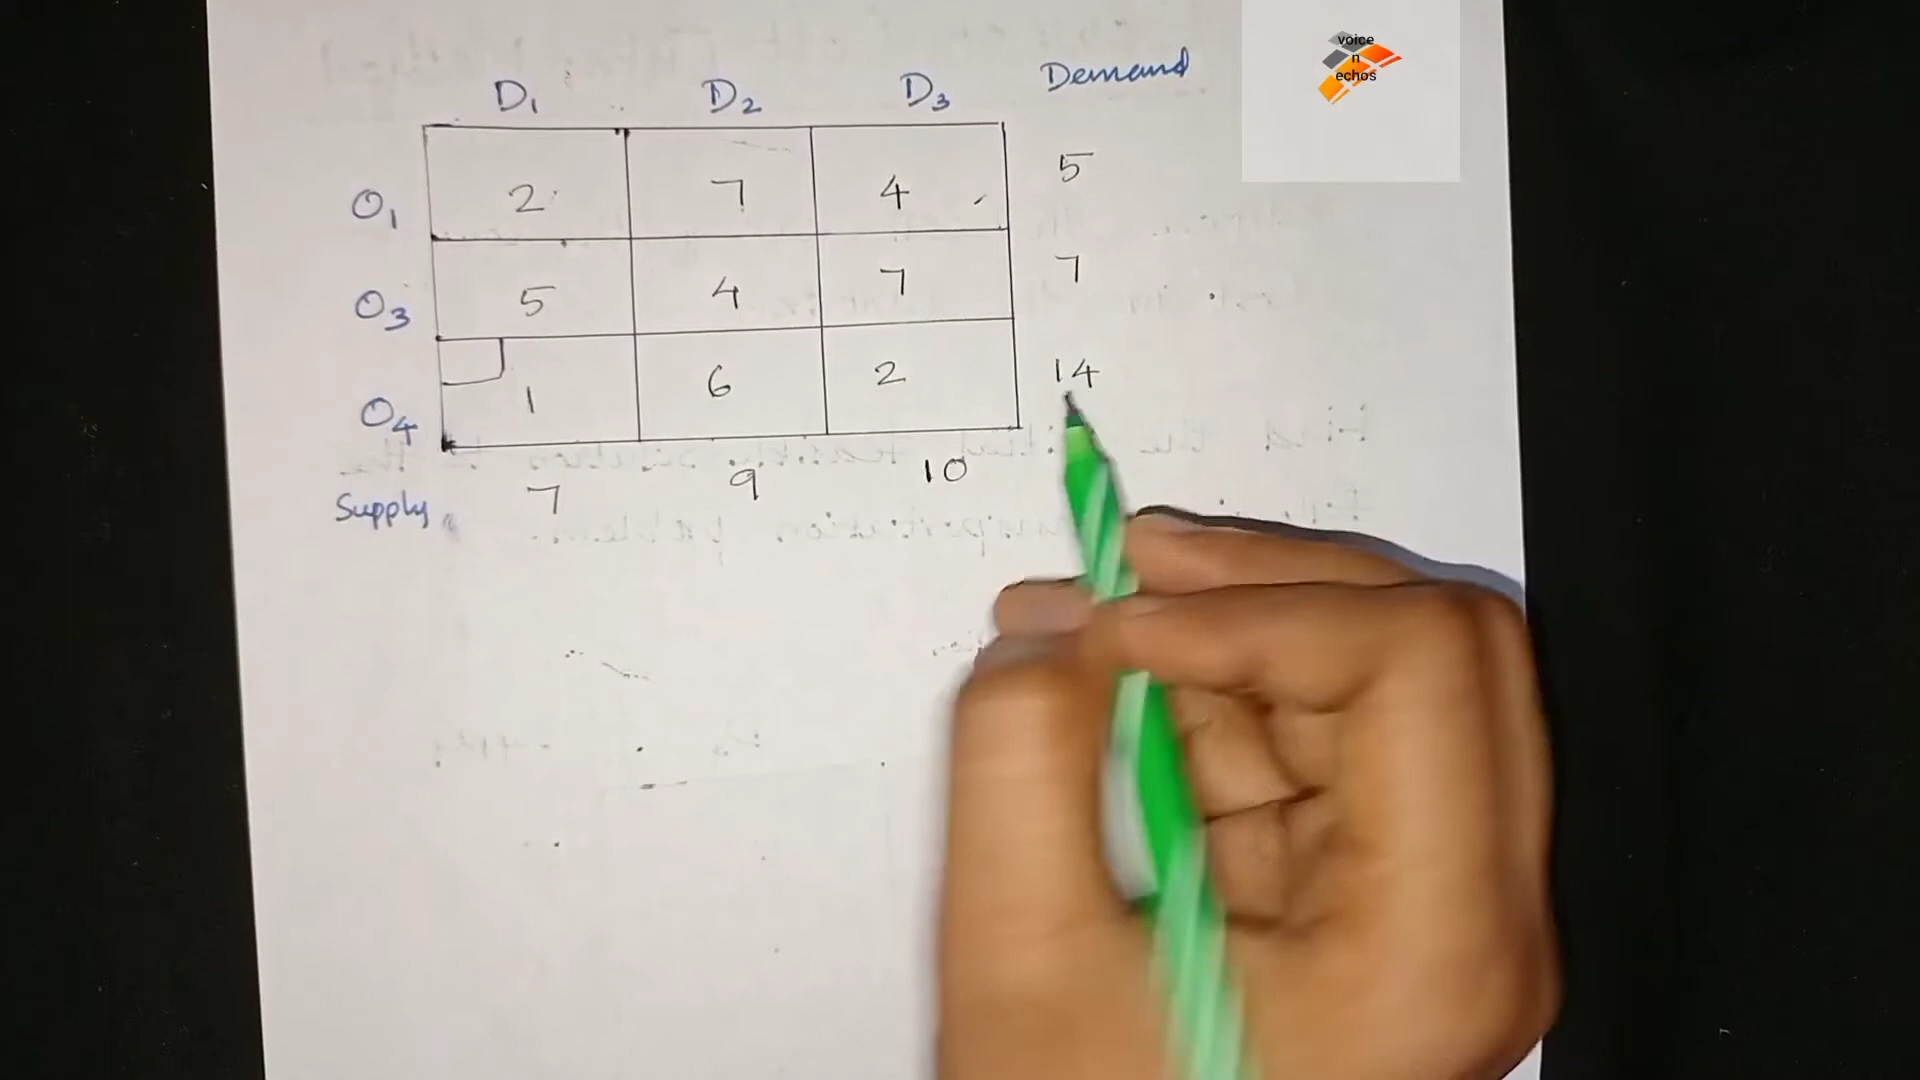 voice
n
echos
D1 D2 D3 Demand
O1 2 7 4 5
O3 5 4 7 7
O4 1 6 2 14
Supply 7 9 10